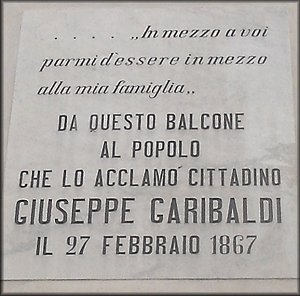 . . . . „In mezzo a voi
parmi d'essere in mezzo
alla mia famiglia„
DA QUESTO BALCONE
AL POPOLO
CHE LO ACCLAMÓ CITTADINO
GIUSEPPE GARIBALDI
IL 27 FEBBRAIO 1867